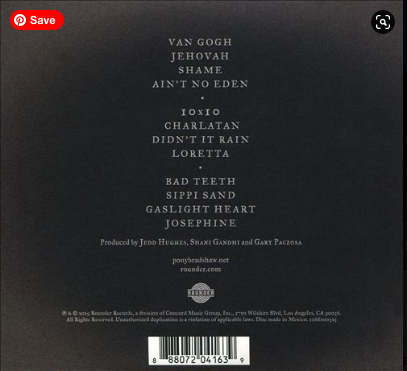 Save
VAN GOGH
JEHOVAH
SHAME
AIN'T NO EDEN
10x10
CHARLATAN
DIDN'T IT RAIN
LORETTA
BAD TEETH
SIPPI SAND
GASLIGHT HEART
JOSEPHINE
Produced by JEDD HUGHES, SHANI GANDHI and GARY PACZOSA
ponybradshaw.net
rounder.com
ROUNDER
℗ & © 2019 Rounder Records, a division of Concord Music Group, Inc., Wilshire Blvd, Los Angeles, CA
All Rights Reserved. Unauthorized duplication is a violation of applicable laws. Disc made in Mexico.
8 88072 04163 9